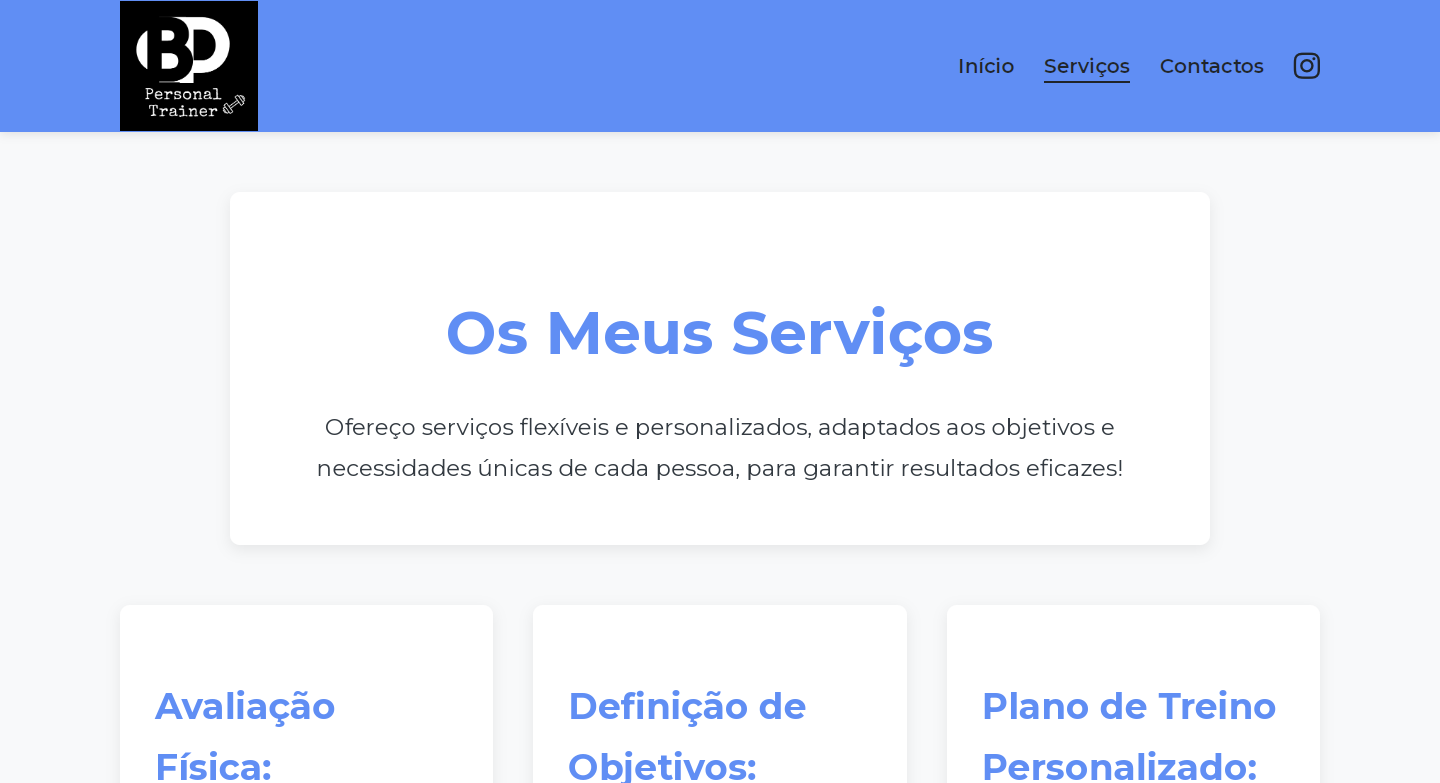 BP
Personal
Trainer
Início
Serviços
Contactos
Os Meus Serviços
Ofereço serviços flexíveis e personalizados, adaptados aos objetivos e
necessidades únicas de cada pessoa, para garantir resultados eficazes!
Avaliação
Física:
Definição de
Objetivos:
Plano de Treino
Personalizado: